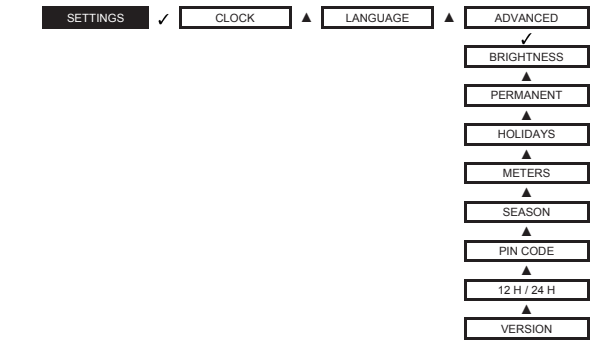 SETTINGS ✓ CLOCK ▲ LANGUAGE ▲ ADVANCED
✓
BRIGHTNESS
▲
PERMANENT
▲
HOLIDAYS
▲
METERS
▲
SEASON
▲
PIN CODE
▲
12 H / 24 H
▲
VERSION